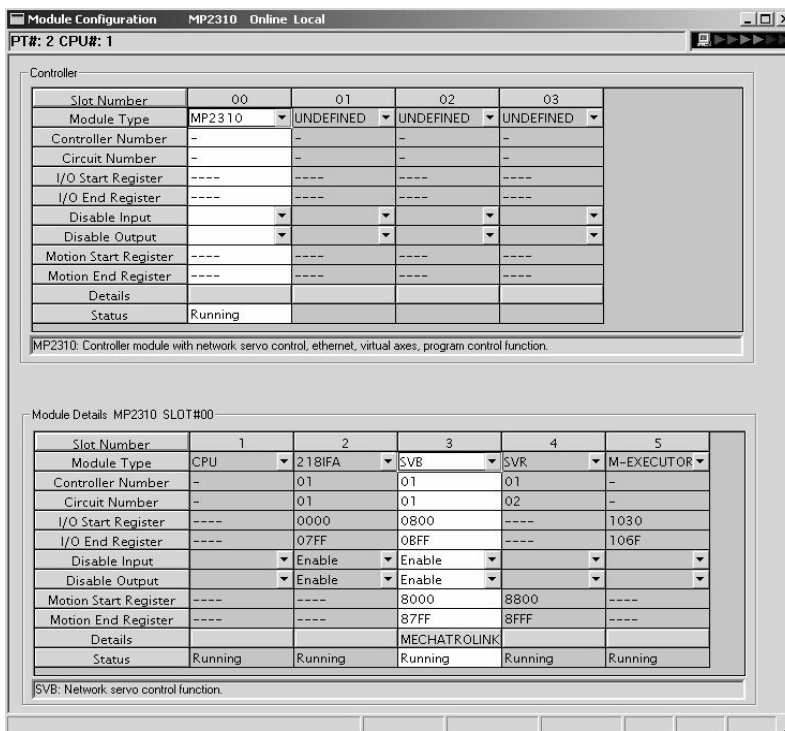 Module Configuration MP2310 Online Local
PT#: 2 CPU#: 1
Controller
Slot Number 00 01 02 03
Module Type MP2310 UNDEFINED UNDEFINED UNDEFINED
Controller Number - - - -
Circuit Number - - - -
I/O Start Register ---- ---- ---- ----
I/O End Register ---- ---- ---- ----
Disable Input
Disable Output
Motion Start Register ---- ---- ---- ----
Motion End Register ---- ---- ---- ----
Details
Status Running
MP2310: Controller module with network servo control, ethernet, virtual axes, program control function.
Module Details MP2310 SLOT#00
Slot Number 1 2 3 4 5
Module Type CPU 218IFA SVB SVR M-EXECUTOR
Controller Number - 01 01 01 -
Circuit Number - 01 01 02 -
I/O Start Register ---- 0000 0800 ---- 1030
I/O End Register ---- 07FF 0BFF ---- 106F
Disable Input Enable Enable
Disable Output Enable Enable
Motion Start Register ---- ---- 8000 8800 ----
Motion End Register ---- ---- 87FF 8FFF ----
Details MECHATROLINK
Status Running Running Running Running Running
SVB: Network servo control function.